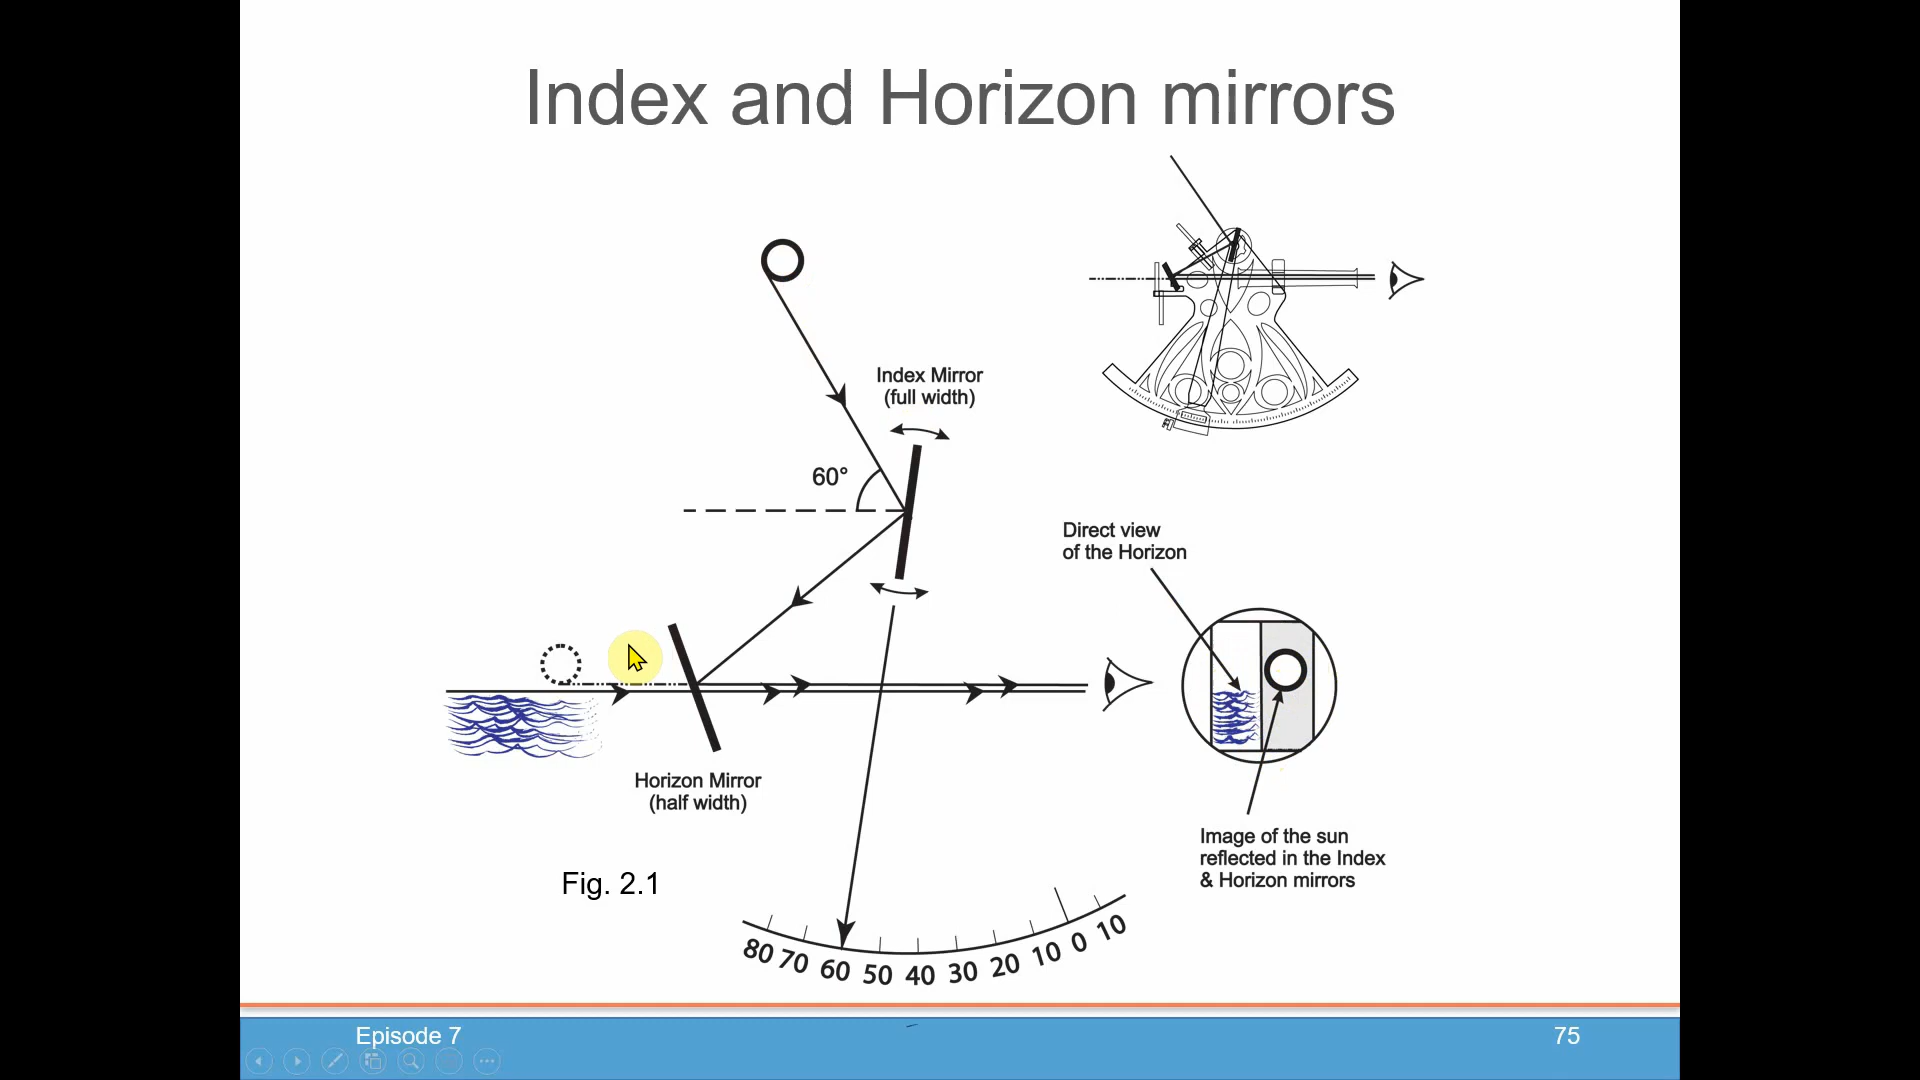 Index and Horizon mirrors
Index Mirror
(full width)
60°
Direct view
of the Horizon
Horizon Mirror
(half width)
Image of the sun
reflected in the Index
& Horizon mirrors
Fig. 2.1
80 70 60 50 40 30 20 10 0 10
Episode 7
75